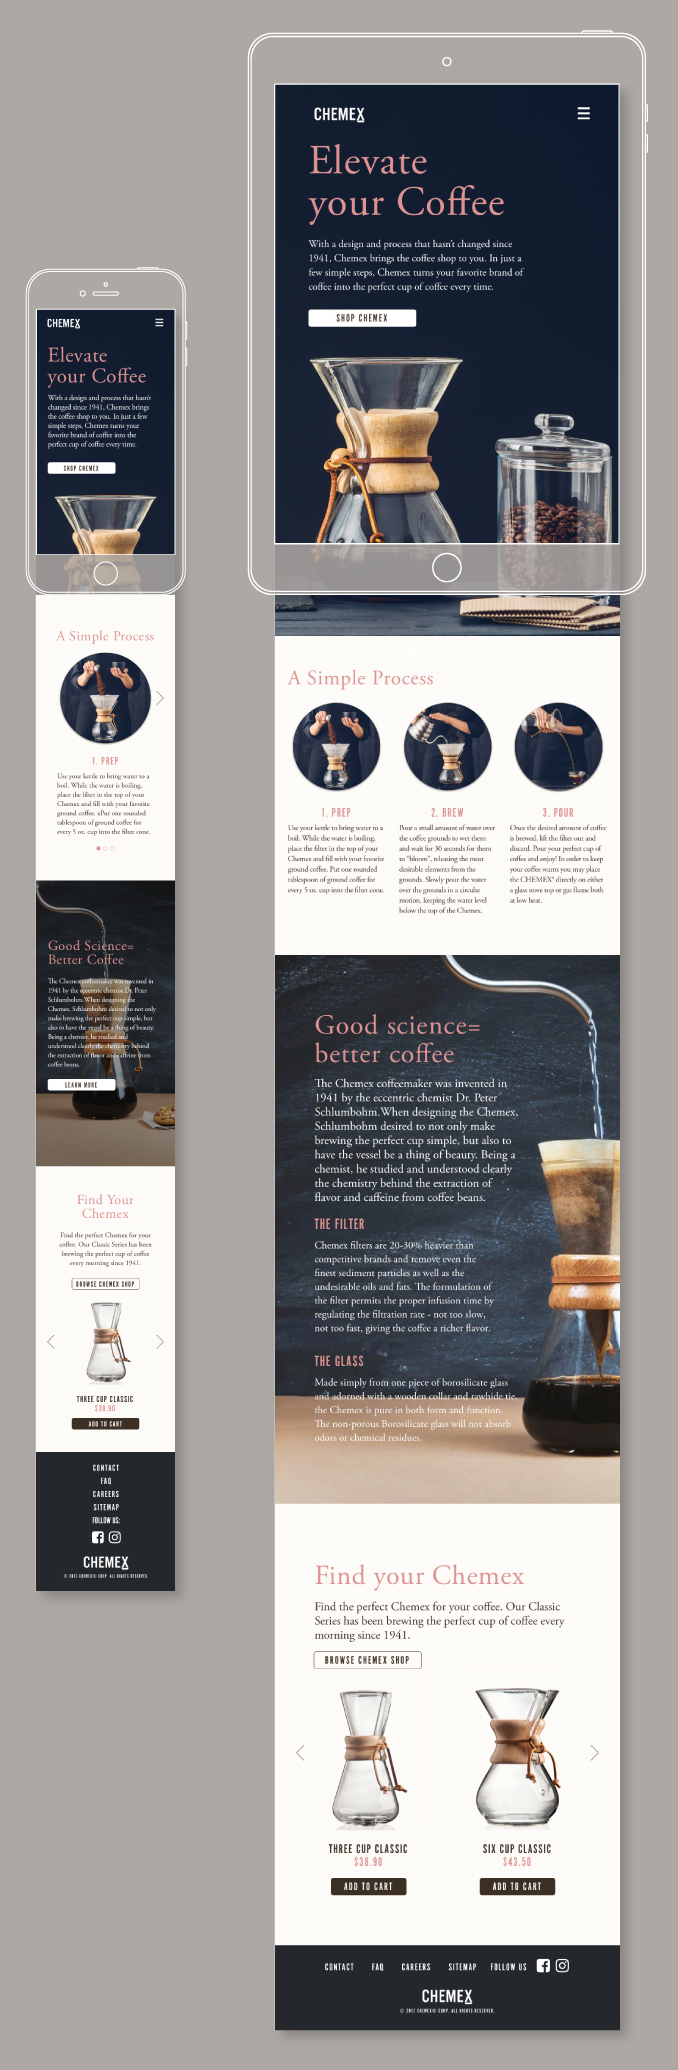 CHEMEX
Elevate
your Coffee
With a design and process that hasn't
changed since 1941, Chemex brings
the coffee shop to you. In just a few
simple steps, Chemex turns your
favorite brand of coffee into the
perfect cup of coffee every time.
SHOP CHEMEX
A Simple Process
1. PREP
Use your kettle to bring water to a
boil. While the water is boiling,
place the filter in the top of your
Chemex and fill with your favorite
ground coffee. xPut one rounded
tablespoon of ground coffee for
every 5 oz. cup into the filter cone.
Good Science=
Better Coffee
The Chemex coffeemaker was invented in
1941 by the eccentric chemist Dr. Peter
Schlumbohm.When designing the
Chemex, Schlumbohm desired to not only
make brewing the perfect cup simple, but
also to have the vessel be a thing of beauty.
Being a chemist, he studied and
understood clearly the chemistry behind
the extraction of flavor and caffeine from
coffee beans.
LEARN MORE
Find Your
Chemex
Find the perfect Chemex for your
coffee. Our Classic Series has been
brewing the perfect cup of coffee
every morning since 1941.
BROWSE CHEMEX SHOP
THREE CUP CLASSIC
$38.90
ADD TO CART
CONTACT
FAQ
CAREERS
SITEMAP
FOLLOW US:
CHEMEX
© 2017 CHEMEX® CORP. ALL RIGHTS RESERVED.
CHEMEX
Elevate
your Coffee
With a design and process that hasn't changed since
1941, Chemex brings the coffee shop to you. In just a
few simple steps, Chemex turns your favorite brand of
coffee into the perfect cup of coffee every time.
SHOP CHEMEX
A Simple Process
1. PREP
Use your kettle to bring water to a
boil. While the water is boiling,
place the filter in the top of your
Chemex and fill with your favorite
ground coffee. Put one rounded
tablespoon of ground coffee for
every 5 oz. cup into the filter cone.
2. BREW
Pour a small amount of water over
the coffee grounds to wet them
and wait for 30 seconds for them
to "bloom", releasing the most
desirable elements from the
grounds. Slowly pour the water
over the grounds in a circular
motion, keeping the water level
below the top of the Chemex.
3. POUR
Once the desired amount of coffee
is brewed, lift the filter out and
discard. Pour your perfect cup of
coffee and enjoy! In order to keep
your coffee warm you may place
the CHEMEX® directly on either
a glass stove top or gas flame both
at low heat.
Good science=
better coffee
The Chemex coffeemaker was invented in
1941 by the eccentric chemist Dr. Peter
Schlumbohm.When designing the Chemex,
Schlumbohm desired to not only make
brewing the perfect cup simple, but also to
have the vessel be a thing of beauty. Being a
chemist, he studied and understood clearly
the chemistry behind the extraction of
flavor and caffeine from coffee beans.
THE FILTER
Chemex filters are 20-30% heavier than
competitive brands and remove even the
finest sediment particles as well as the
undesirable oils and fats. The formulation of
the filter permits the proper infusion time by
regulating the filtration rate - not too slow,
not too fast, giving the coffee a richer flavor.
THE GLASS
Made simply from one piece of borosilicate glass
and adorned with a wooden collar and rawhide tie,
the Chemex is pure in both form and function.
The non-porous Borosilicate glass will not absorb
odors or chemical residues.
Find your Chemex
Find the perfect Chemex for your coffee. Our Classic
Series has been brewing the perfect cup of coffee every
morning since 1941.
BROWSE CHEMEX SHOP
THREE CUP CLASSIC
$38.90
ADD TO CART
SIX CUP CLASSIC
$43.50
ADD TO CART
CONTACT FAQ CAREERS SITEMAP FOLLOW US
CHEMEX
© 2017 CHEMEX® CORP. ALL RIGHTS RESERVED.